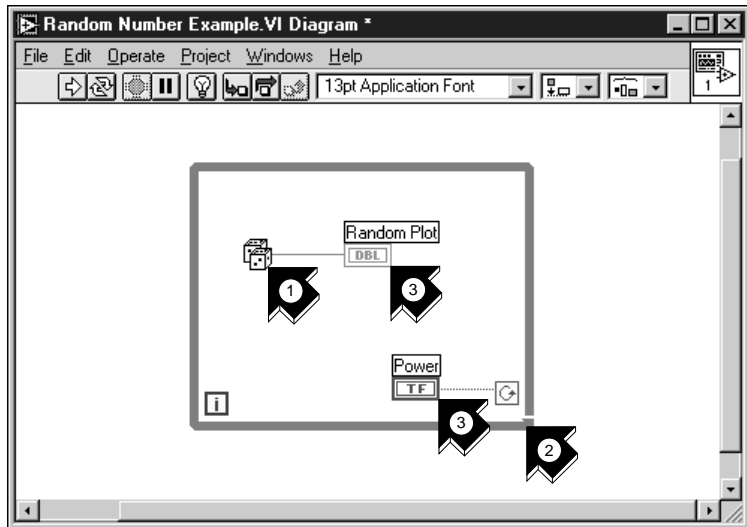 Random Number Example.VI Diagram *
File Edit Operate Project Windows Help
13pt Application Font
1
Random Plot
DBL
1
3
Power
TF
i
3
2